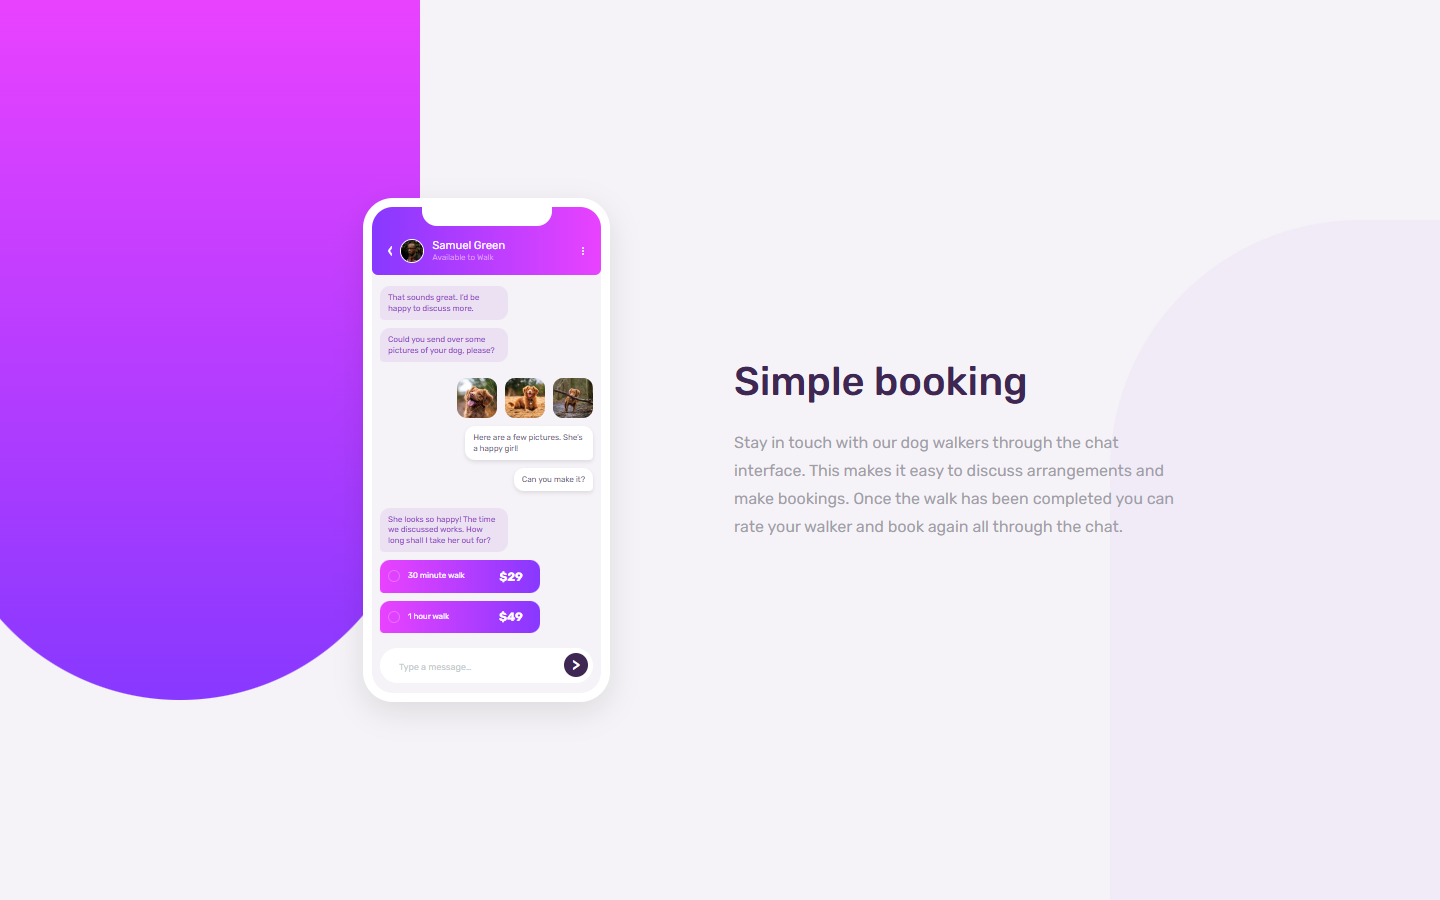 Samuel Green
Available to Walk
That sounds great. I'd be
happy to discuss more.
Could you send over some
pictures of your dog, please?
Here are a few pictures. She's
a happy girl!
Can you make it?
She looks so happy! The time
we discussed works. How
long shall I take her out for?
30 minute walk $29
1 hour walk $49
Type a message...
Simple booking
Stay in touch with our dog walkers through the chat
interface. This makes it easy to discuss arrangements and
make bookings. Once the walk has been completed you can
rate your walker and book again all through the chat.